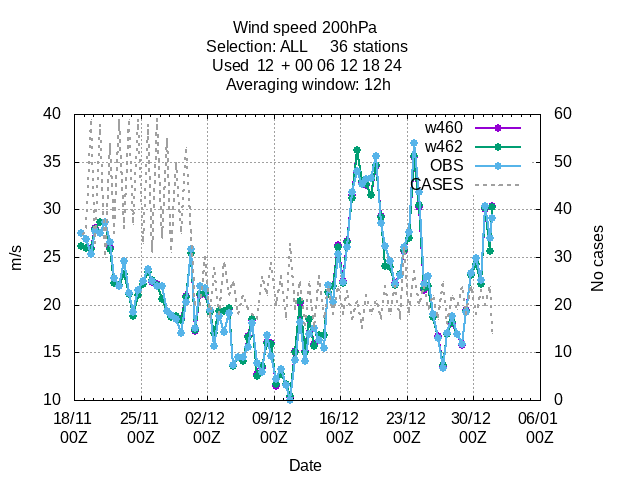 Wind speed 200hPa
Selection: ALL     36 stations
Used  12  + 00 06 12 18 24
Averaging window: 12h
40 60
w460
w462
OBS
CASES
35 50
30 40
25 30
20 20
15 10
10 0
m/s
No cases
18/11 25/11 02/12 09/12 16/12 23/12 30/12 06/01
00Z 00Z 00Z 00Z 00Z 00Z 00Z 00Z
Date